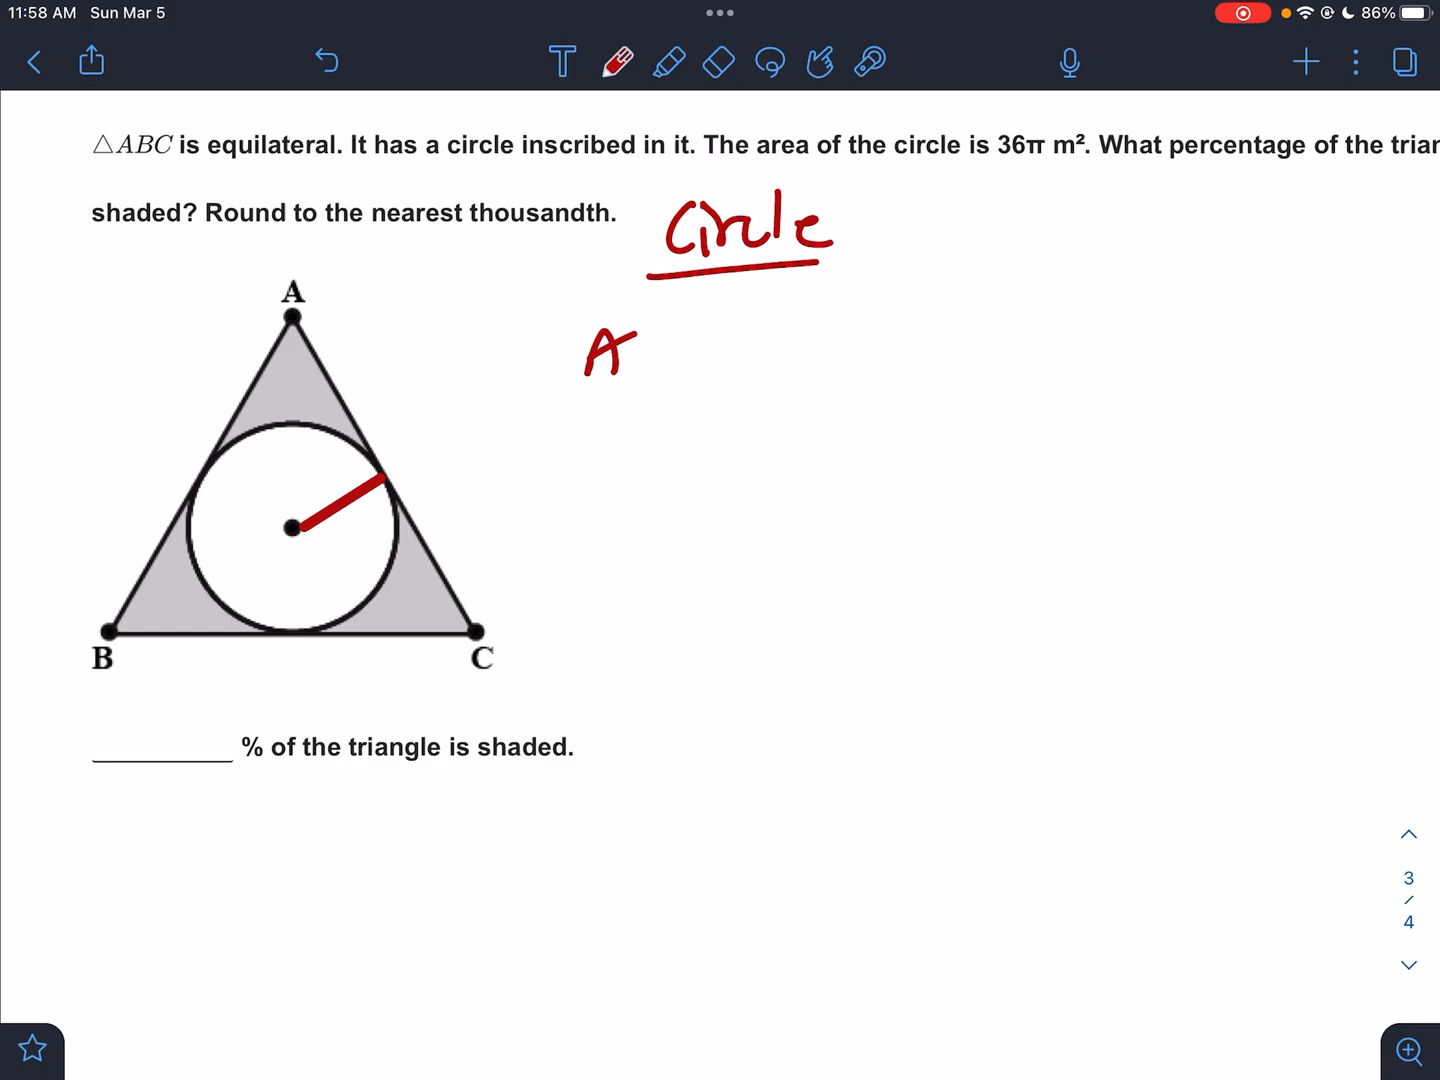 11:58 AM Sun Mar 5
86%
△ABC is equilateral. It has a circle inscribed in it. The area of the circle is 36π m². What percentage of the trian
shaded? Round to the nearest thousandth.
Circle
A
A
B
C
% of the triangle is shaded.
3
/
4